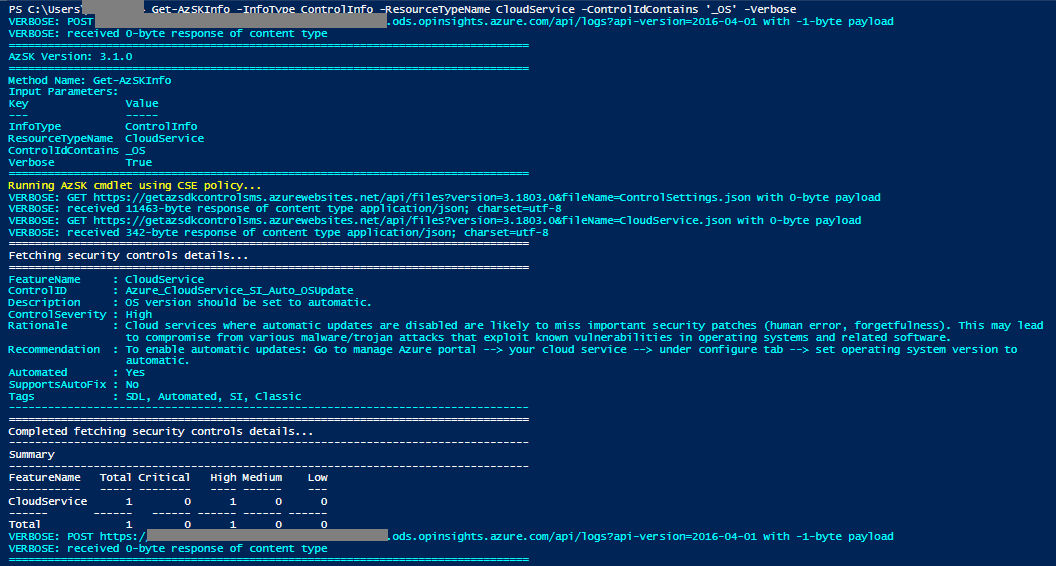 PS C:\Users\ Get-AzSKInfo -InfoType ControlInfo -ResourceTypeName CloudService -ControlIdContains '_OS' -Verbose
VERBOSE: POST .ods.opinsights.azure.com/api/logs?api-version=2016-04-01 with -1-byte payload
VERBOSE: received 0-byte response of content type
================================================================================
AzSK Version: 3.1.0
================================================================================
Method Name: Get-AzSKInfo
Input Parameters:
Key Value
--- -----
InfoType ControlInfo
ResourceTypeName CloudService
ControlIdContains _OS
Verbose True
================================================================================
Running AzSK cmdlet using CSE policy...
VERBOSE: GET https://getazsdkcontrolsms.azurewebsites.net/api/files?version=3.1803.0&fileName=ControlSettings.json with 0-byte payload
VERBOSE: received 11463-byte response of content type application/json; charset=utf-8
VERBOSE: GET https://getazsdkcontrolsms.azurewebsites.net/api/files?version=3.1803.0&fileName=CloudService.json with 0-byte payload
VERBOSE: received 342-byte response of content type application/json; charset=utf-8
================================================================================
Fetching security controls details...
================================================================================
FeatureName : CloudService
ControlID : Azure_CloudService_SI_Auto_OSUpdate
Description : OS version should be set to automatic.
ControlSeverity : High
Rationale : Cloud services where automatic updates are disabled are likely to miss important security patches (human error, forgetfulness). This may lead
to compromise from various malware/trojan attacks that exploit known vulnerabilities in operating systems and related software.
Recommendation : To enable automatic updates: Go to manage Azure portal --> your cloud service --> under configure tab --> set operating system version to
automatic.
Automated : Yes
SupportsAutoFix : No
Tags : SDL, Automated, SI, Classic
--------------------------------------------------------------------------------
================================================================================
Completed fetching security controls details...
--------------------------------------------------------------------------------
Summary
--------------------------------------------------------------------------------
FeatureName Total Critical High Medium Low
----------- ----- -------- ---- ------ ---
CloudService 1 0 1 0 0
------ ------ ------ ------ ------ ------
Total 1 0 1 0 0
VERBOSE: POST https:/ .ods.opinsights.azure.com/api/logs?api-version=2016-04-01 with -1-byte payload
VERBOSE: received 0-byte response of content type
================================================================================